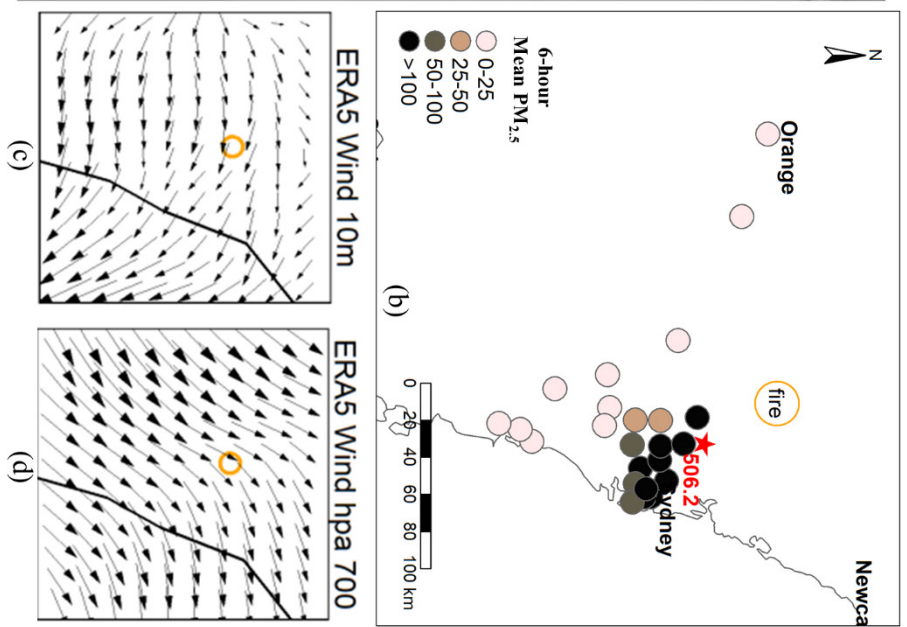 N
Orange
fire
506.2
ydney
Newca
6-hour
Mean PM2.5
0-25
25-50
50-100
>100
0 20 40 60 80 100 km
(b)
ERA5 Wind 10m
(c)
ERA5 Wind hpa 700
(d)